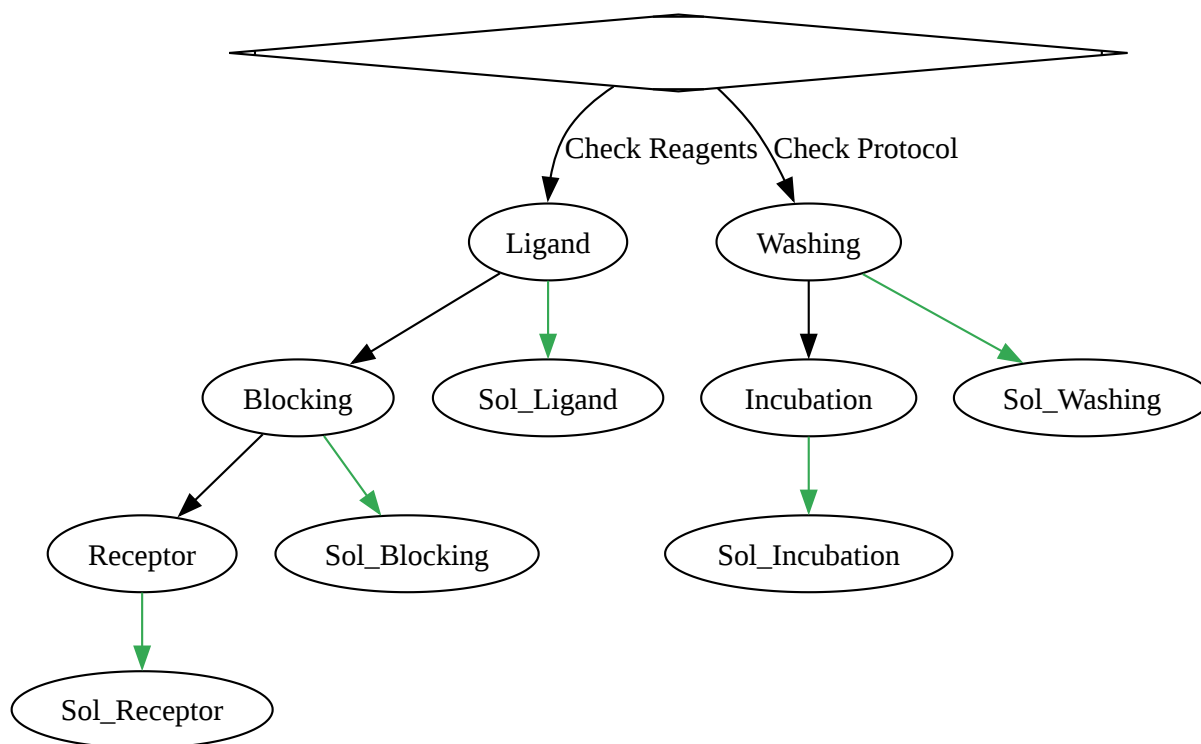 Check Reagents
Check Protocol
Ligand
Washing
Blocking
Sol_Ligand
Incubation
Sol_Washing
Receptor
Sol_Blocking
Sol_Incubation
Sol_Receptor